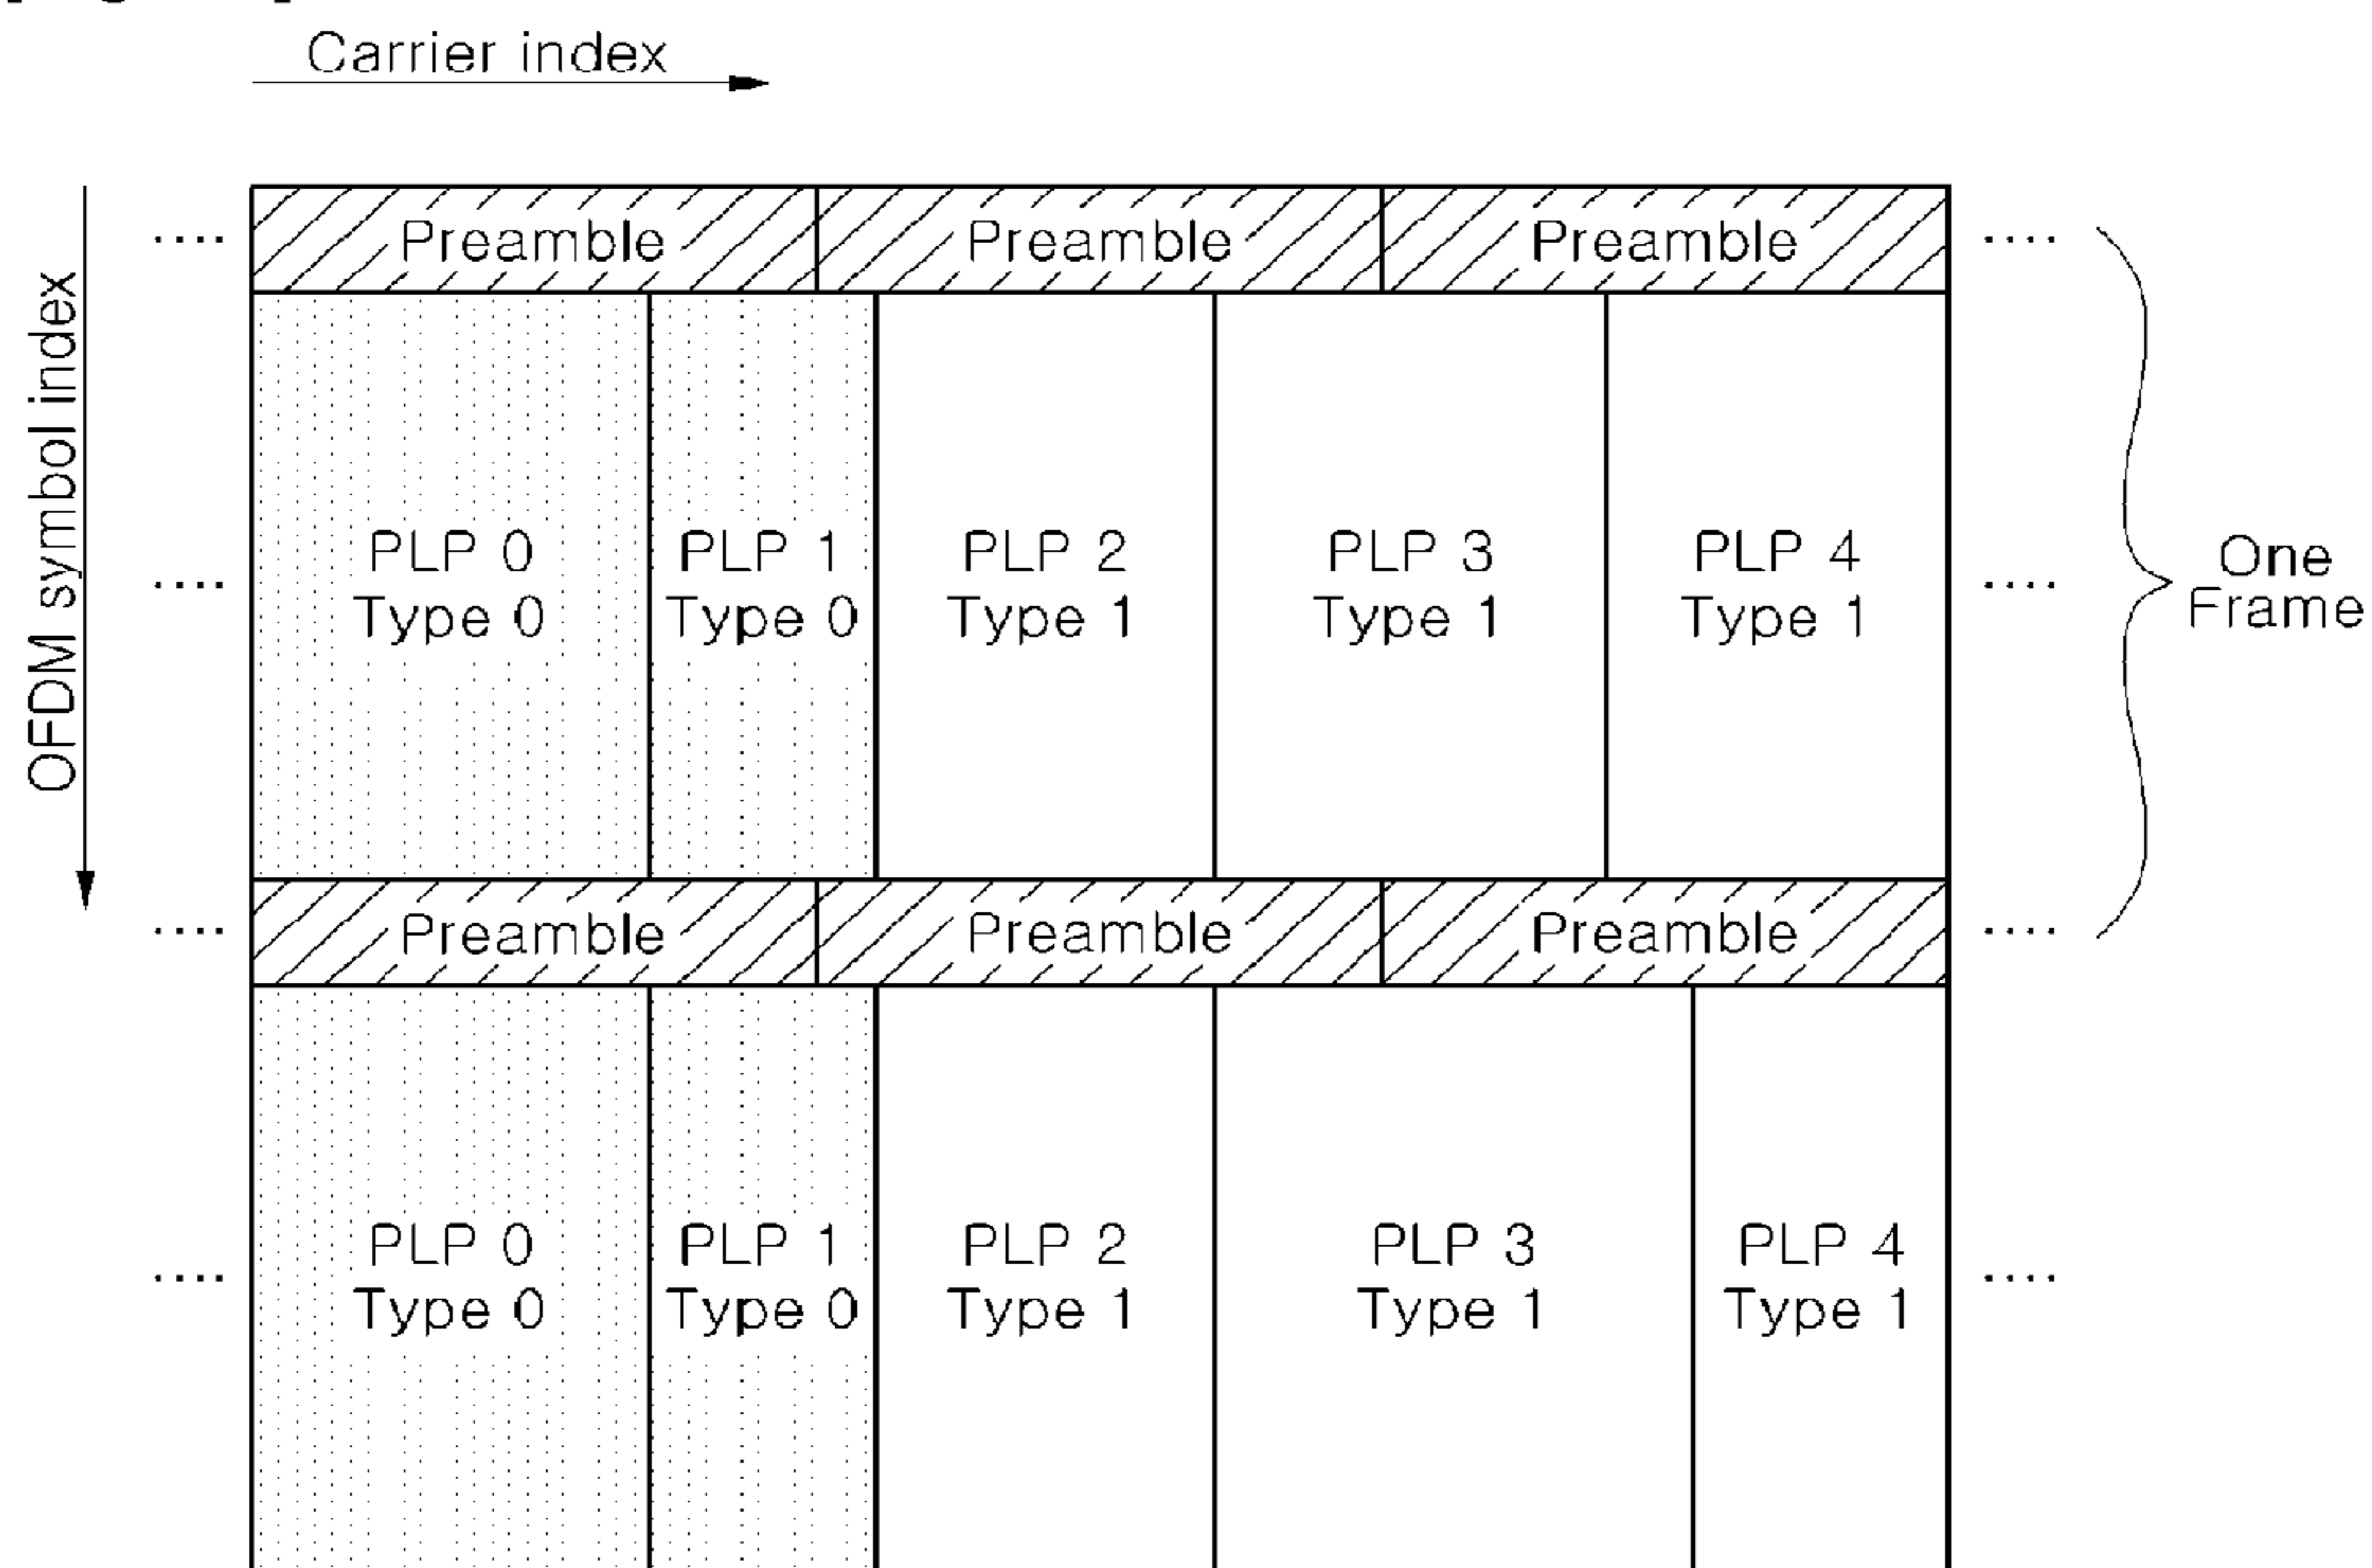 Carrier index
OFDM symbol index
.... Preamble Preamble Preamble ....
.... PLP 0 PLP 1 PLP 2 PLP 3 PLP 4 ....
Type 0 Type 0 Type 1 Type 1 Type 1
One
Frame
.... Preamble Preamble Preamble ....
.... PLP 0 PLP 1 PLP 2 PLP 3 PLP 4 ....
Type 0 Type 0 Type 1 Type 1 Type 1